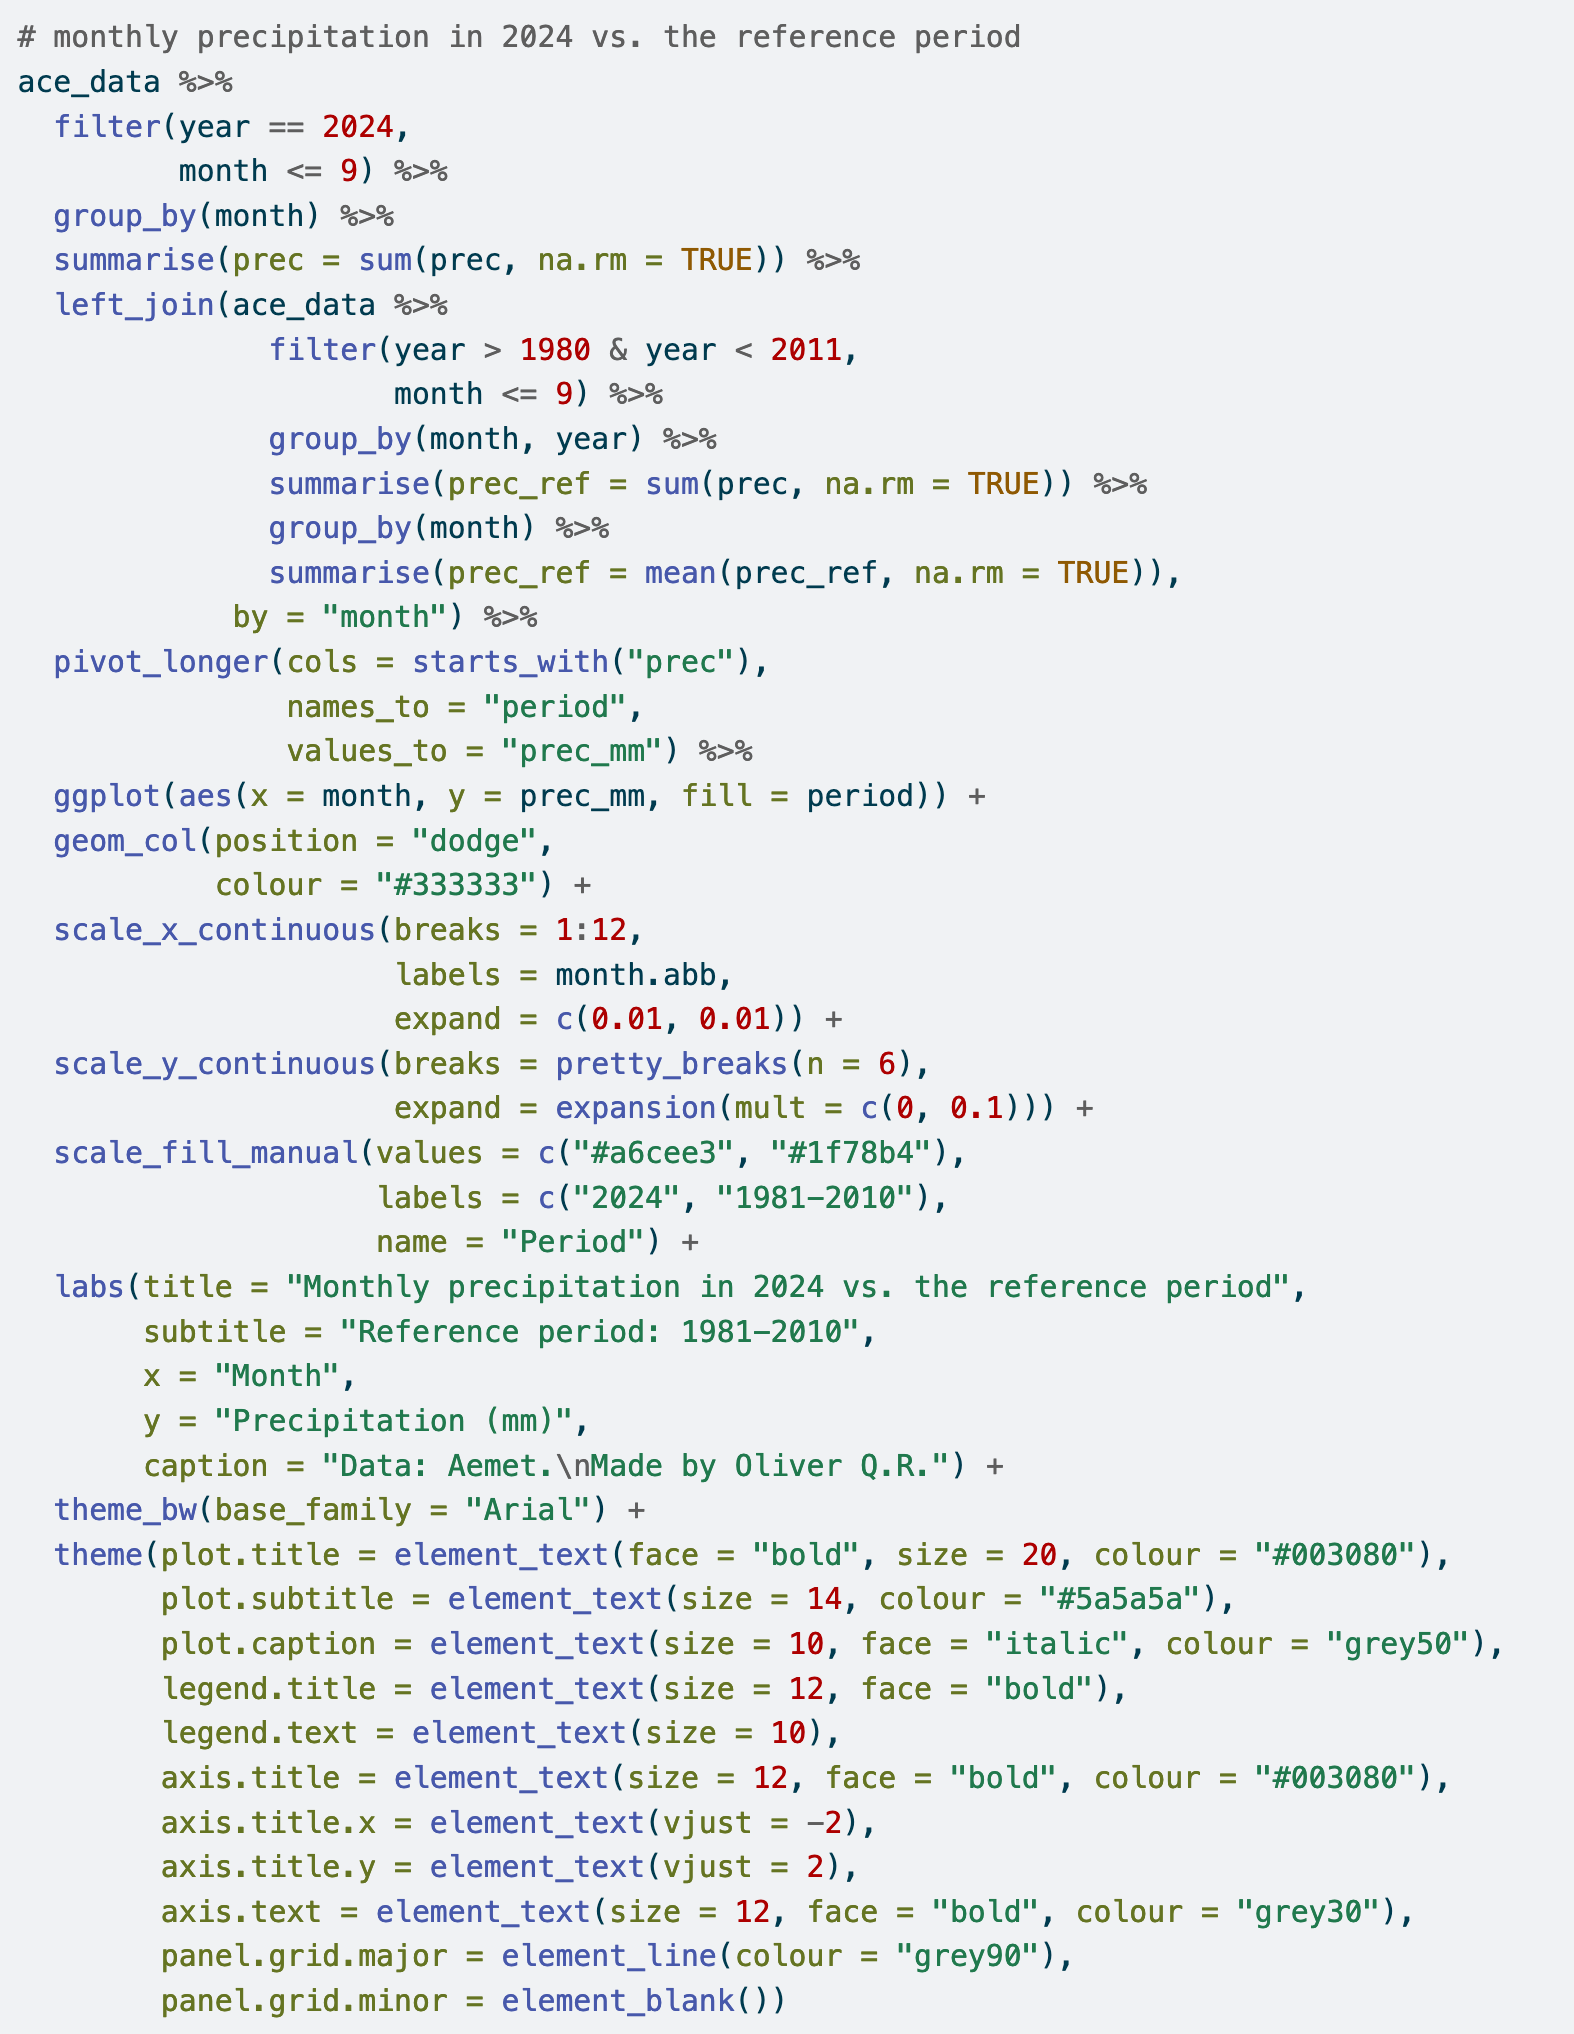 # monthly precipitation in 2024 vs. the reference period
ace_data %>%
  filter(year == 2024,
         month <= 9) %>%
  group_by(month) %>%
  summarise(prec = sum(prec, na.rm = TRUE)) %>%
  left_join(ace_data %>%
              filter(year > 1980 & year < 2011,
                     month <= 9) %>%
              group_by(month, year) %>%
              summarise(prec_ref = sum(prec, na.rm = TRUE)) %>%
              group_by(month) %>%
              summarise(prec_ref = mean(prec_ref, na.rm = TRUE)),
            by = "month") %>%
  pivot_longer(cols = starts_with("prec"),
               names_to = "period",
               values_to = "prec_mm") %>%
  ggplot(aes(x = month, y = prec_mm, fill = period)) +
  geom_col(position = "dodge",
           colour = "#333333") +
  scale_x_continuous(breaks = 1:12,
                     labels = month.abb,
                     expand = c(0.01, 0.01)) +
  scale_y_continuous(breaks = pretty_breaks(n = 6),
                     expand = expansion(mult = c(0, 0.1))) +
  scale_fill_manual(values = c("#a6cee3", "#1f78b4"),
                    labels = c("2024", "1981–2010"),
                    name = "Period") +
  labs(title = "Monthly precipitation in 2024 vs. the reference period",
       subtitle = "Reference period: 1981–2010",
       x = "Month",
       y = "Precipitation (mm)",
       caption = "Data: Aemet.\nMade by Oliver Q.R.") +
  theme_bw(base_family = "Arial") +
  theme(plot.title = element_text(face = "bold", size = 20, colour = "#003080"),
        plot.subtitle = element_text(size = 14, colour = "#5a5a5a"),
        plot.caption = element_text(size = 10, face = "italic", colour = "grey50"),
        legend.title = element_text(size = 12, face = "bold"),
        legend.text = element_text(size = 10),
        axis.title = element_text(size = 12, face = "bold", colour = "#003080"),
        axis.title.x = element_text(vjust = -2),
        axis.title.y = element_text(vjust = 2),
        axis.text = element_text(size = 12, face = "bold", colour = "grey30"),
        panel.grid.major = element_line(colour = "grey90"),
        panel.grid.minor = element_blank())